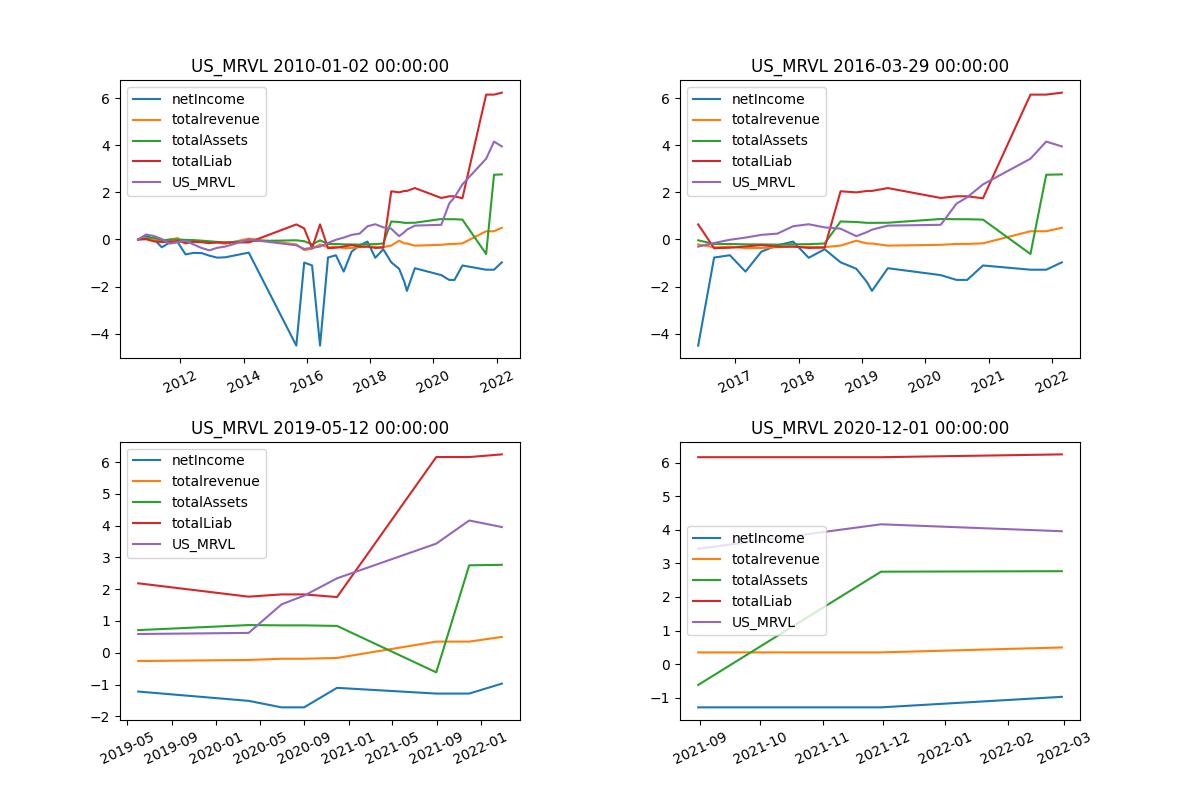 US_MRVL 2010-01-02 00:00:00
netIncome
totalrevenue
totalAssets
totalLiab
US_MRVL
6
4
2
0
−2
−4
2012 2014 2016 2018 2020 2022
US_MRVL 2016-03-29 00:00:00
netIncome
totalrevenue
totalAssets
totalLiab
US_MRVL
6
4
2
0
−2
−4
2017 2018 2019 2020 2021 2022
US_MRVL 2019-05-12 00:00:00
netIncome
totalrevenue
totalAssets
totalLiab
US_MRVL
6
5
4
3
2
1
0
−1
−2
2019-05 2019-09 2020-01 2020-05 2020-09 2021-01 2021-05 2021-09 2022-01
US_MRVL 2020-12-01 00:00:00
netIncome
totalrevenue
totalAssets
totalLiab
US_MRVL
6
5
4
3
2
1
0
−1
2021-09 2021-10 2021-11 2021-12 2022-01 2022-02 2022-03